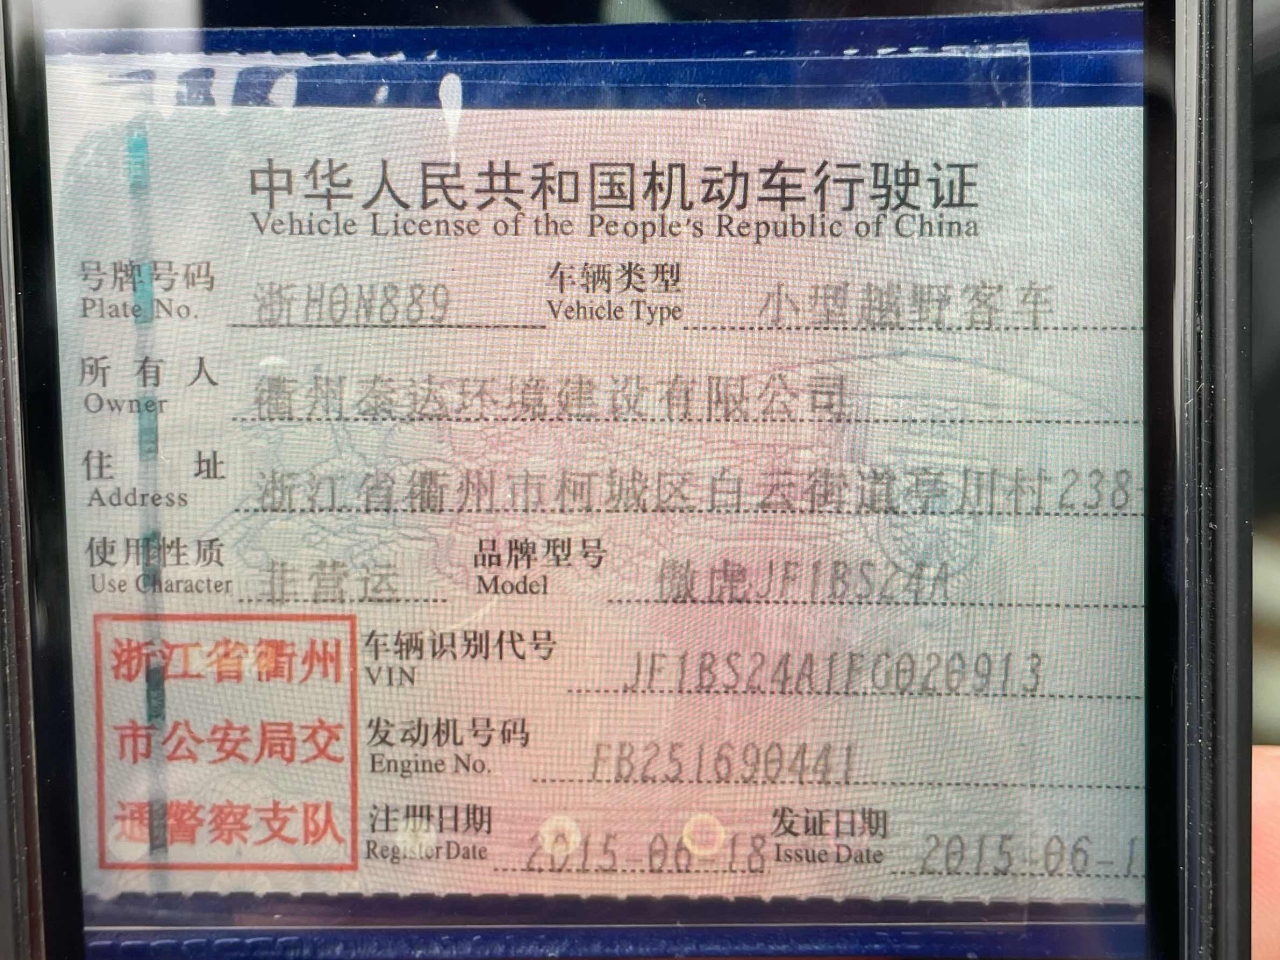 中华人民共和国机动车行驶证
Vehicle License of the People's Republic of China
号牌号码 浙H0N889 车辆类型 小型越野客车
Plate No. Vehicle Type
所有人 衢州泰达环境建设有限公司
Owner
住址 浙江省衢州市柯城区白云街道亭川村238
Address
使用性质 非营运 品牌型号 傲虎JF1BS24A
Use Character Model
浙江省衢州
市公安局交
通警察支队
车辆识别代号 JF1BS24A1FG020913
VIN
发动机号码 FB251690441
Engine No.
注册日期 2015-06-18 发证日期 2015-06-1
Register Date Issue Date